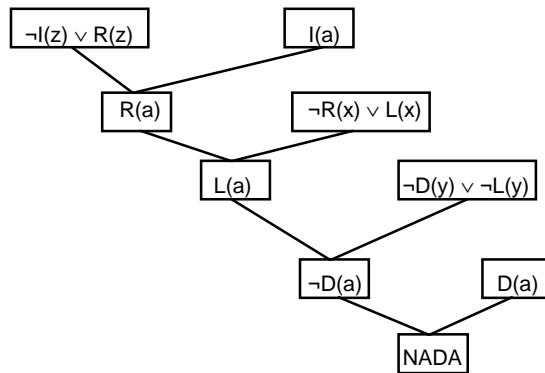 ¬I(z) ∨ R(z)
I(a)
R(a)
¬R(x) ∨ L(x)
L(a)
¬D(y) ∨ ¬L(y)
¬D(a)
D(a)
NADA